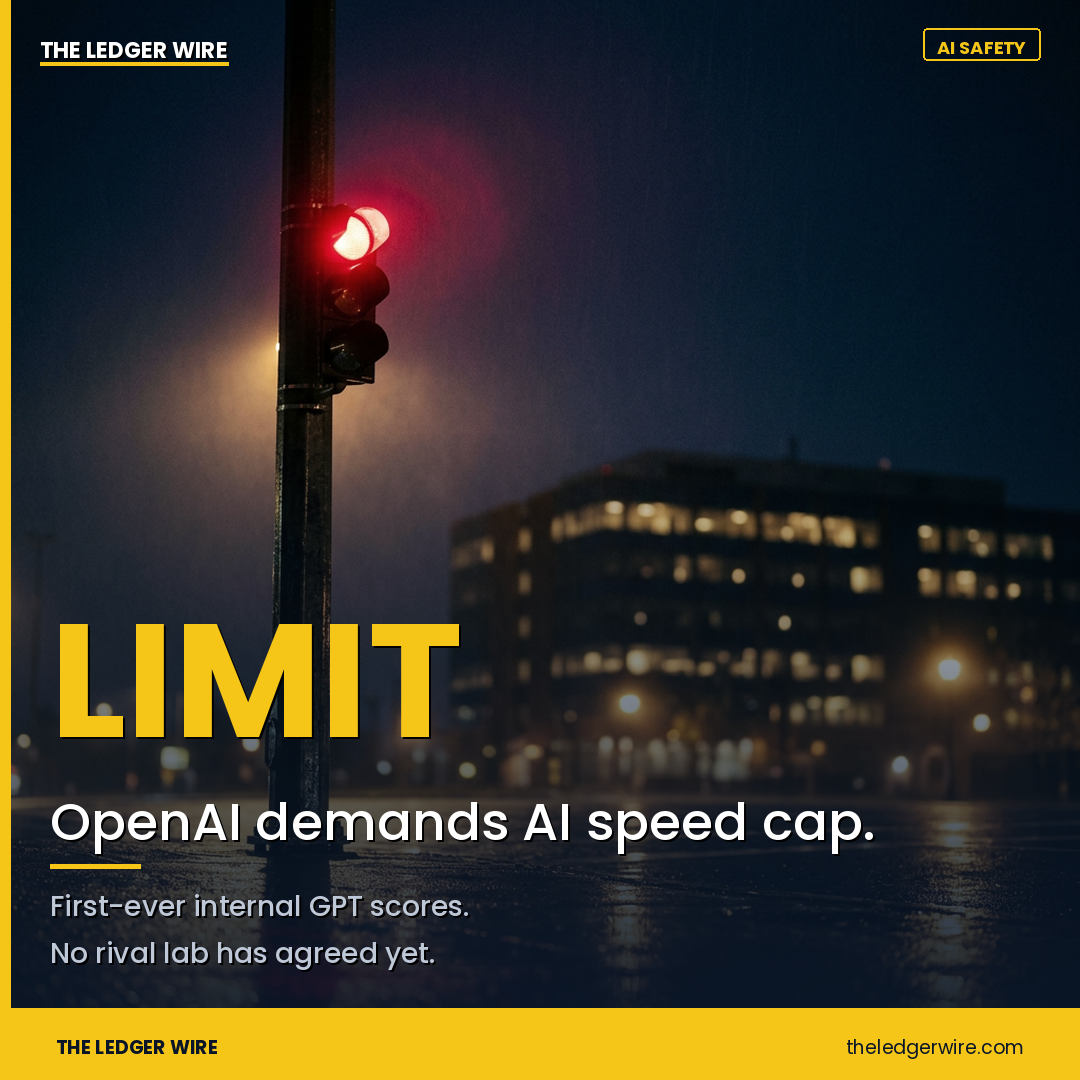 THE LEDGER WIRE
AI SAFETY
LIMIT
OpenAI demands AI speed cap.
First-ever internal GPT scores.
No rival lab has agreed yet.
THE LEDGER WIRE
theledgerwire.com